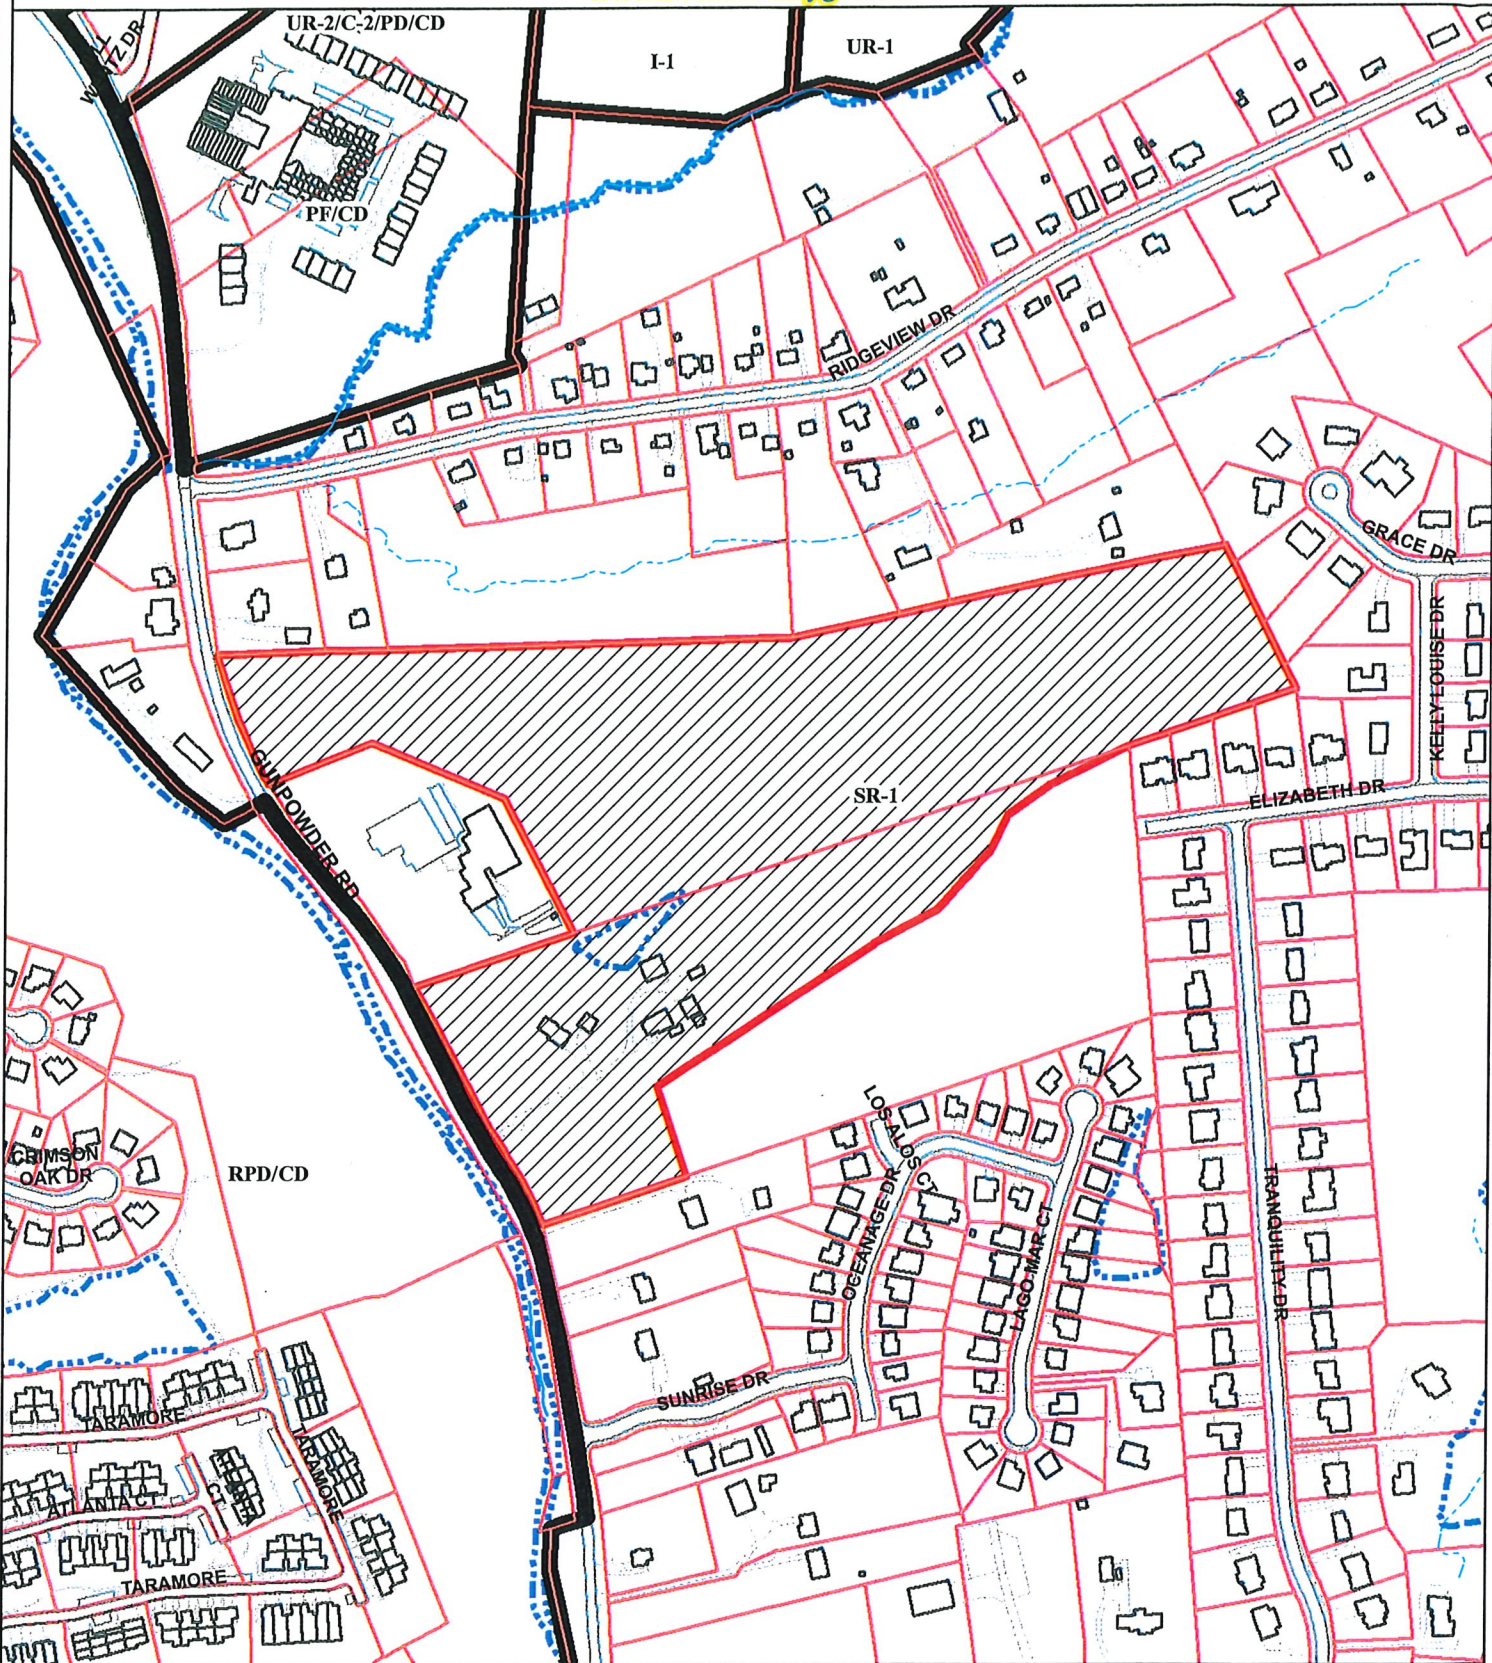 UR-2/C-2/PD/CD
I-1
UR-1
PF/CD
RIDGEVIEW DR
GRACE DR
KELLY LOUISE DR
GUNPOWDER RD
SR-1
ELIZABETH DR
LOS ALOS CT
CRIMSON
OAK DR
RPD/CD
OCEANAGE DR
LAGO MAR CT
TRANQUILITY DR
SUNRISE DR
TARAMORE
TARAMORE
ATLANTA CT
TARAMORE